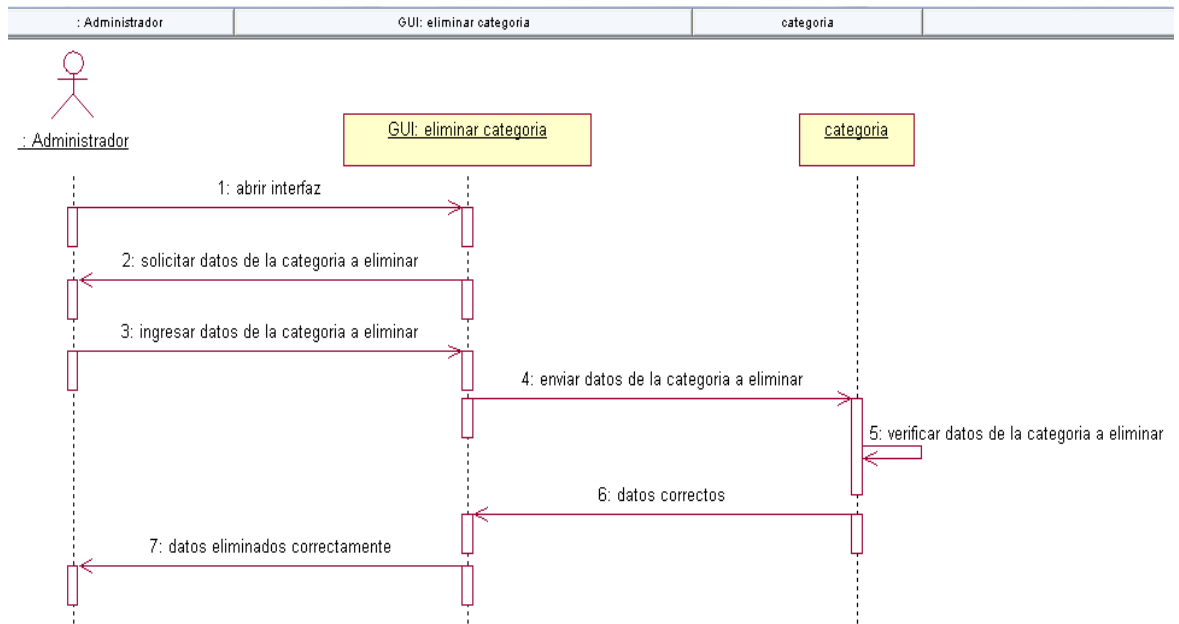 : Administrador
GUI: eliminar categoria
categoria
: Administrador
GUI: eliminar categoria
categoria
1: abrir interfaz
2: solicitar datos de la categoria a eliminar
3: ingresar datos de la categoria a eliminar
4: enviar datos de la categoria a eliminar
5: verificar datos de la categoria a eliminar
6: datos correctos
7: datos eliminados correctamente